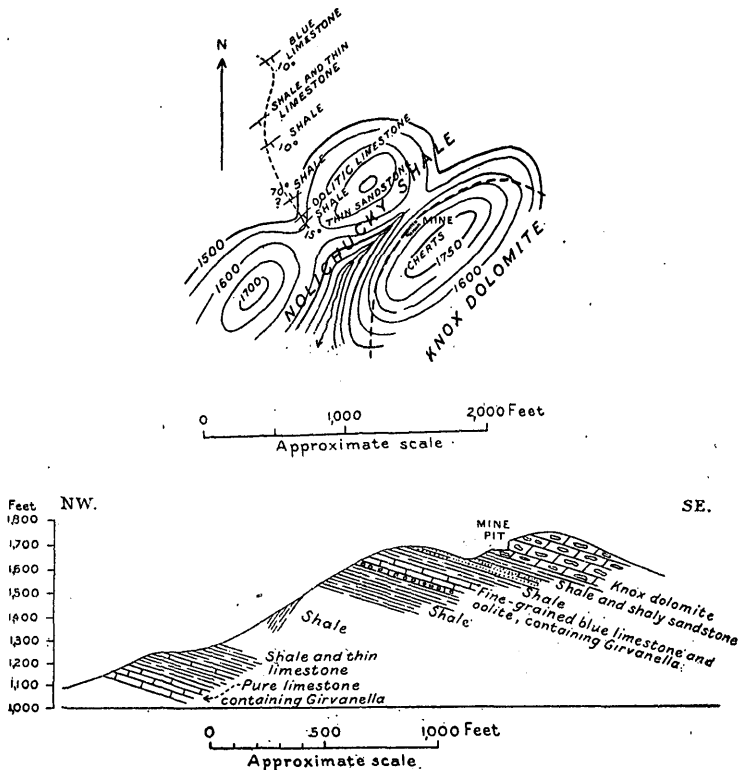 N
BLUE
LIMESTONE
10°
SHALE AND THIN
LIMESTONE
SHALE
10°
70°
?
SHALE
OOLITIC LIMESTONE
SHALE
15°
THIN SANDSTONE
NOLICHUCKY SHALE
MINE
CHERTS
1750
1500
1600
1700
1600
KNOX DOLOMITE
0 1,000 2,000 Feet
Approximate scale
Feet NW. SE.
1,800
1,700
1,600
1,500
1,400
1,300
1,200
1,100
1,000
MINE
PIT
Knox dolomite
Shale and shaly sandstone
Shale
Fine-grained blue limestone and
oolite, containing Girvanella.
Shale
Shale
Shale and thin
limestone
Pure limestone
containing Girvanella
0 500 1,000 Feet
Approximate scale